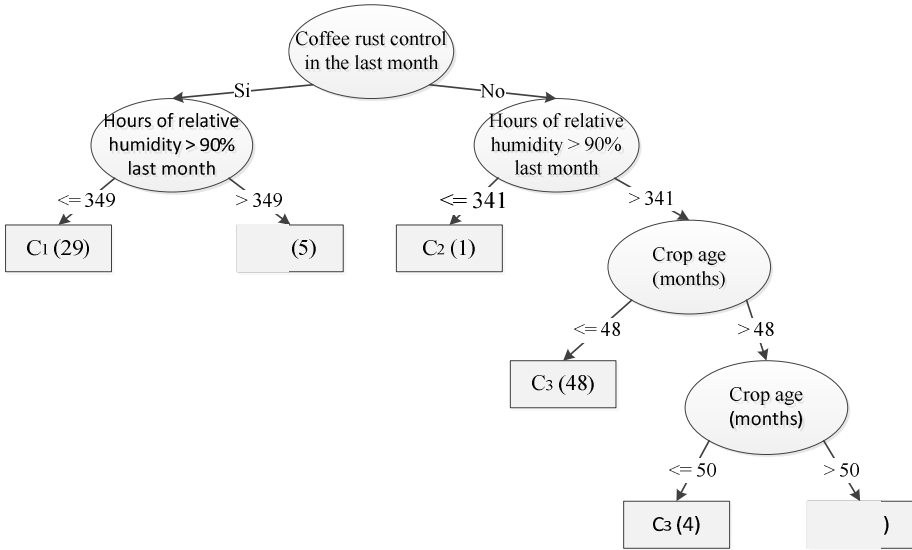 Coffee rust control
in the last month
Si
No
Hours of relative
humidity > 90%
last month
Hours of relative
humidity > 90%
last month
<= 349
> 349
<= 341
> 341
C1 (29)
(5)
C2 (1)
Crop age
(months)
<= 48
> 48
C3 (48)
Crop age
(months)
<= 50
> 50
C3 (4)
)